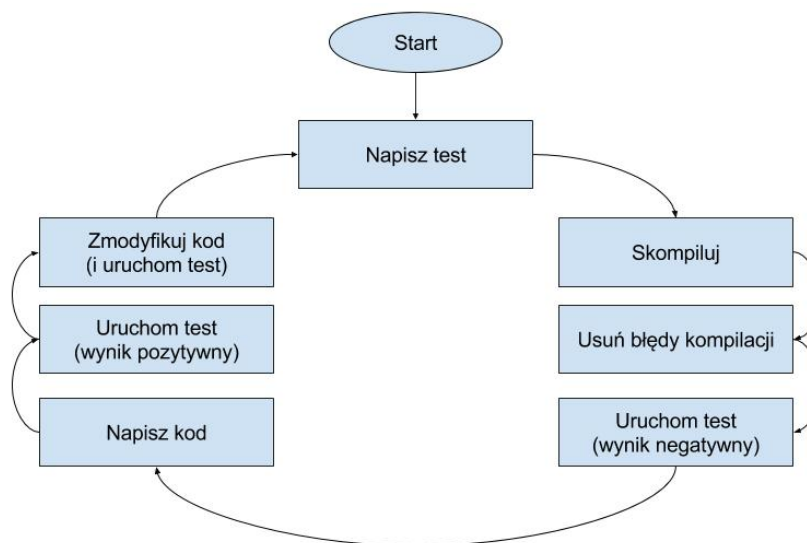 Start
Napisz test
Skompiluj
Usuń błędy kompilacji
Uruchom test
(wynik negatywny)
Napisz kod
Uruchom test
(wynik pozytywny)
Zmodyfikuj kod
(i uruchom test)